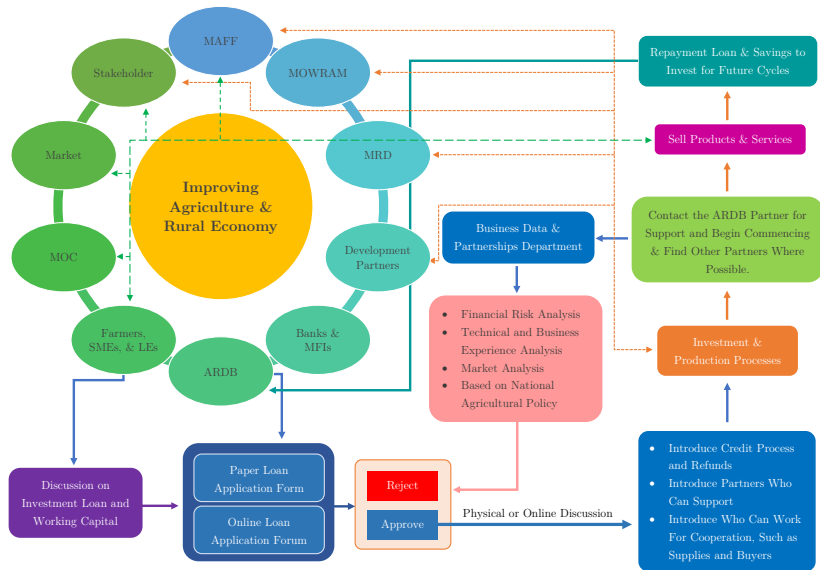 MAFF
Stakeholder
MOWRAM
Market
MRD
Improving
Agriculture &
Rural Economy
MOC
Development
Partners
Farmers,
SMEs, & LEs
Banks &
MFIs
ARDB
Repayment Loan & Savings to
Invest for Future Cycles
Sell Products & Services
Contact the ARDB Partner for
Support and Begin Commencing
& Find Other Partners Where
Possible.
Business Data &
Partnerships Department
• Financial Risk Analysis
• Technical and Business
Experience Analysis
• Market Analysis
• Based on National
Agricultural Policy
Investment &
Production Processes
Discussion on
Investment Loan and
Working Capital
Paper Loan
Application Form
Online Loan
Application Forum
Reject
Approve
Physical or Online Discussion
• Introduce Credit Process
and Refunds
• Introduce Partners Who
Can Support
• Introduce Who Can Work
For Cooperation, Such as
Supplies and Buyers